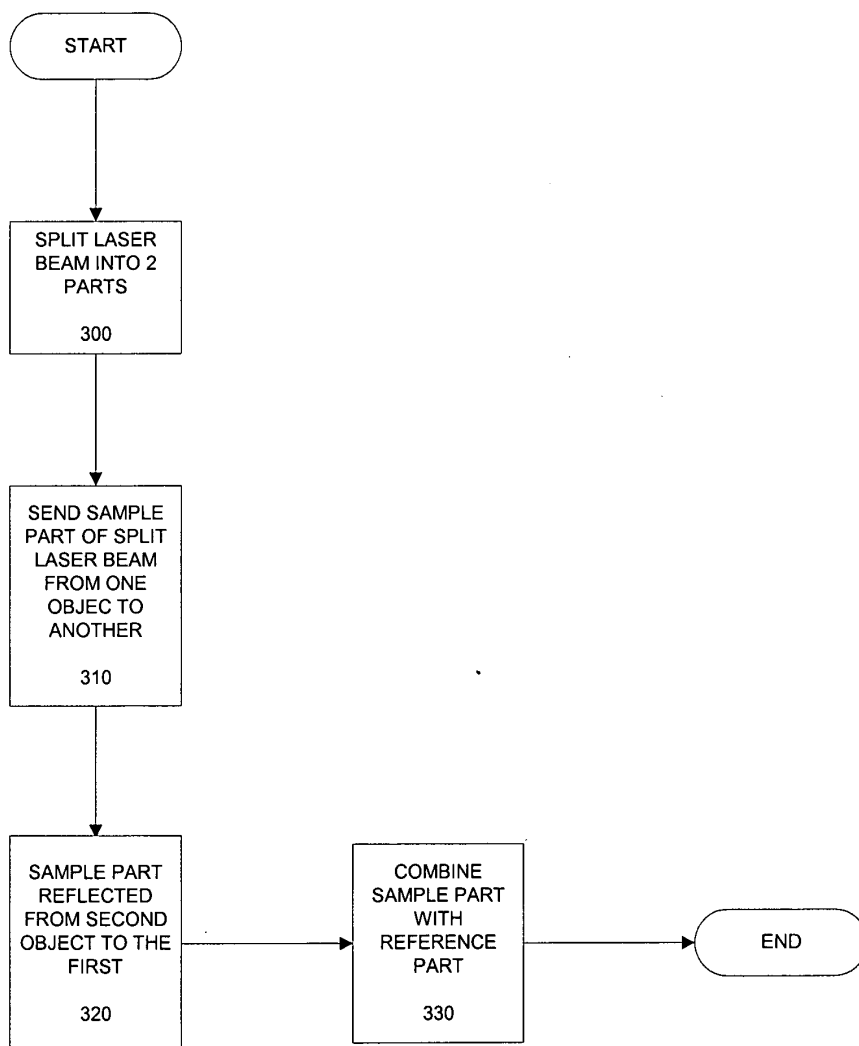 START
SPLIT LASER
BEAM INTO 2
PARTS
300
SEND SAMPLE
PART OF SPLIT
LASER BEAM
FROM ONE
OBJEC TO
ANOTHER
310
SAMPLE PART
REFLECTED
FROM SECOND
OBJECT TO THE
FIRST
320
COMBINE
SAMPLE PART
WITH
REFERENCE
PART
330
END